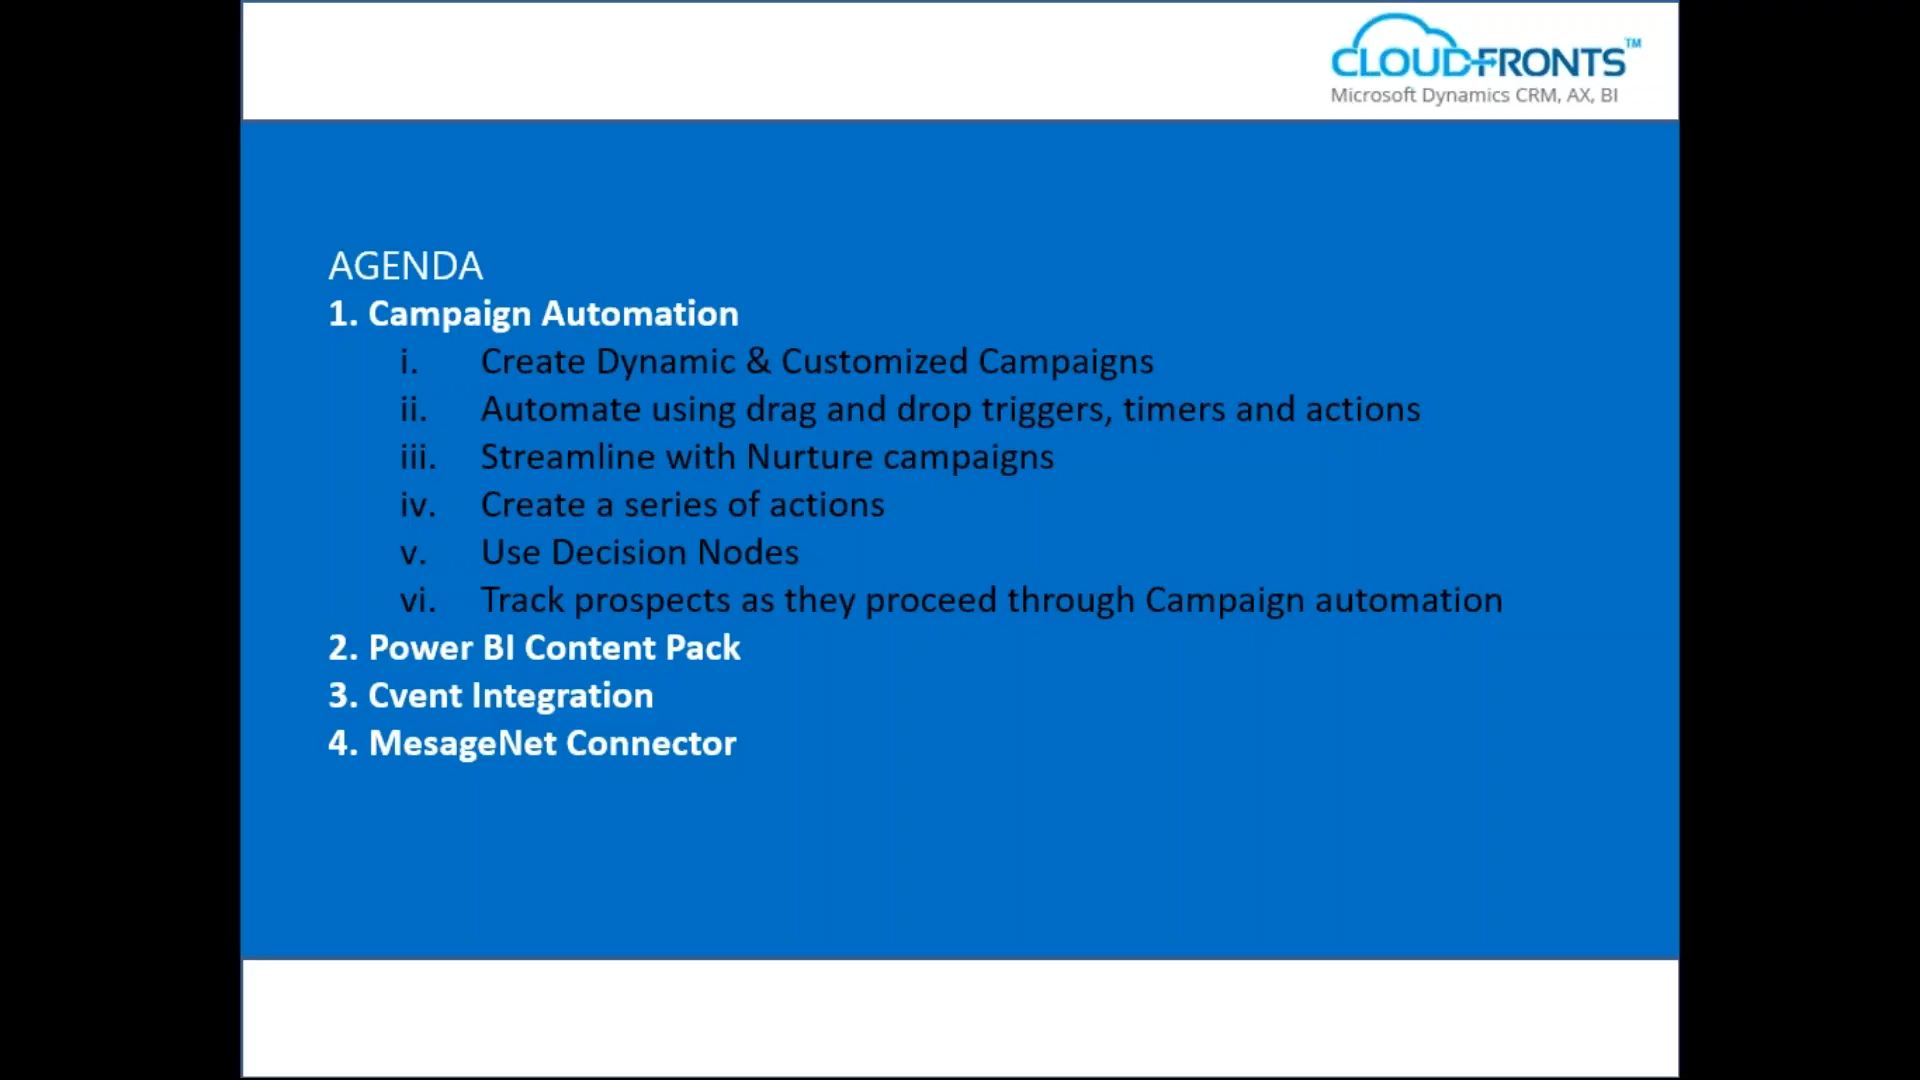 CLOUDFRONTS™
Microsoft Dynamics CRM, AX, BI
AGENDA
1. Campaign Automation
i. Create Dynamic & Customized Campaigns
ii. Automate using drag and drop triggers, timers and actions
iii. Streamline with Nurture campaigns
iv. Create a series of actions
v. Use Decision Nodes
vi. Track prospects as they proceed through Campaign automation
2. Power BI Content Pack
3. Cvent Integration
4. MesageNet Connector